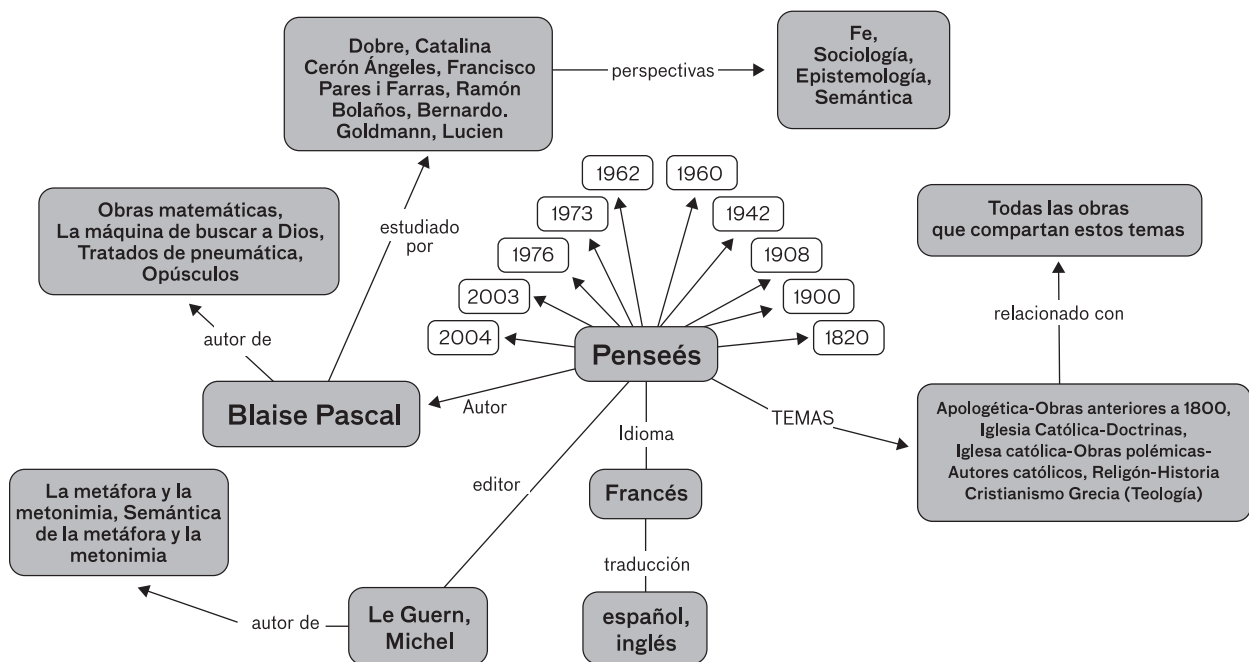 Dobre, Catalina
Cerón Ángeles, Francisco
Pares i Farras, Ramón
Bolaños, Bernardo.
Goldmann, Lucien
perspectivas
Fe,
Sociología,
Epistemología,
Semántica
Obras matemáticas,
La máquina de buscar a Dios,
Tratados de pneumática,
Opúsculos
estudiado
por
1962
1960
1973
1942
1976
1908
2003
1900
2004
1820
Todas las obras
que compartan estos temas
relacionado con
autor de
Penseés
Blaise Pascal
Autor
Idioma
TEMAS
Apologética-Obras anteriores a 1800,
Iglesia Católica-Doctrinas,
Iglesa católica-Obras polémicas-
Autores católicos, Religón-Historia
Cristianismo Grecia (Teología)
editor
Francés
La metáfora y la
metonimia, Semántica
de la metáfora y la
metonimia
traducción
autor de
Le Guern,
Michel
español,
inglés